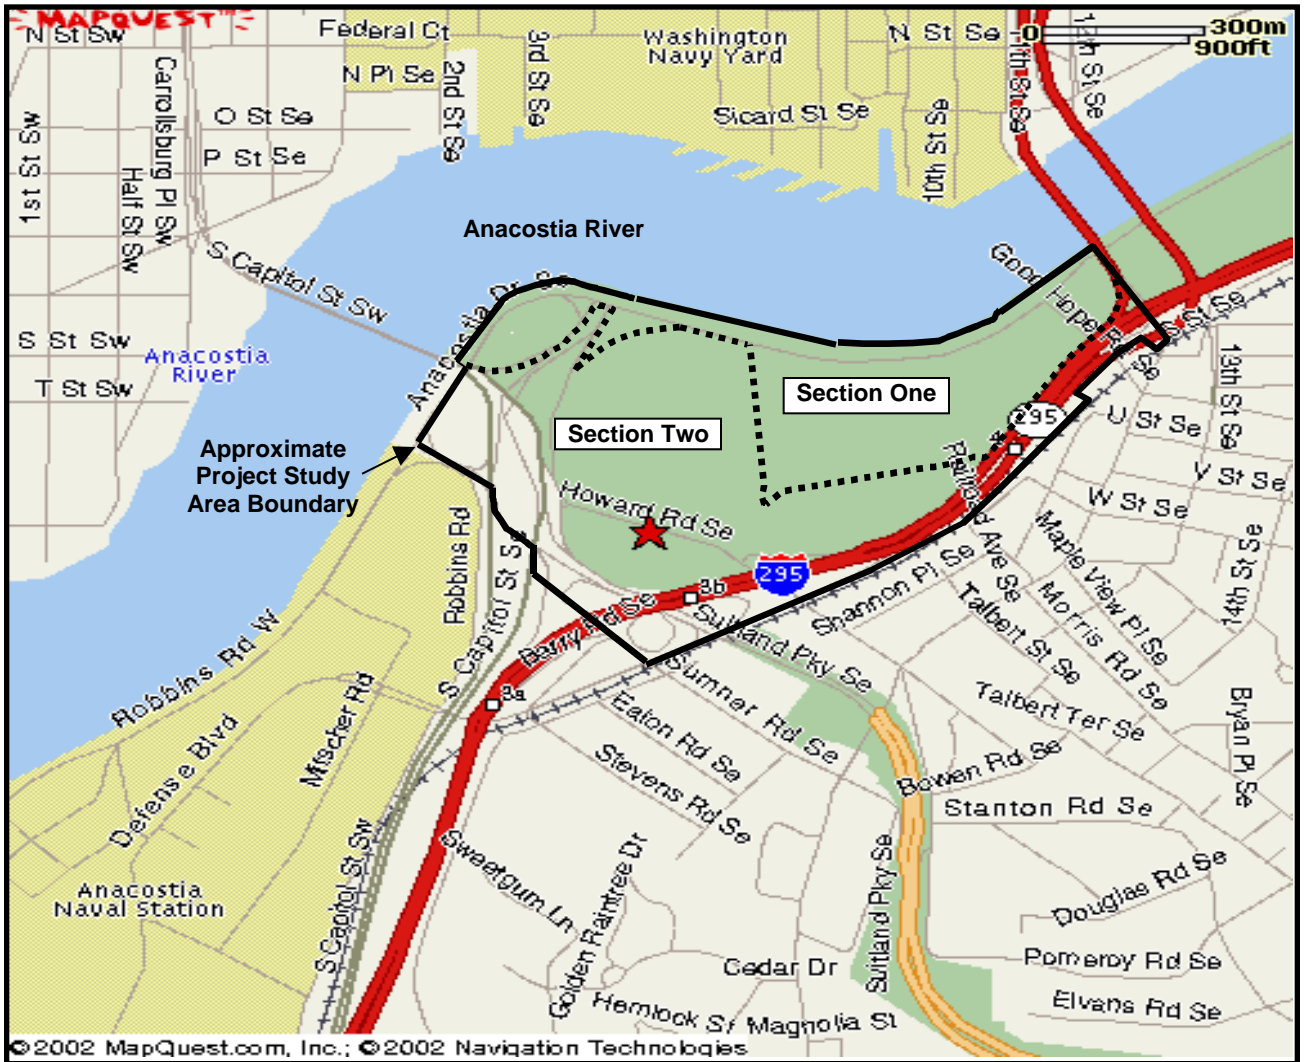 MAPQUEST
N St Sw
Federal Ct
N Pl Se
2nd St Se
3rd St Se
Washington
Navy Yard
N St Se
11th St Se
12th St Se
0
300m
900ft
Carrollsburg Pl Sw
O St Se
P St Se
Sicard St Se
10th St Se
1st St Sw
Half St Sw
Anacostia River
S Capitol St Sw
Good Hope Rd Se
Anacostia Dr Se
S St Se
S St Sw
Anacostia
River
T St Sw
13th St Se
Section One
295
U St Se
Section Two
Approximate
Project Study
Area Boundary
4
V St Se
W St Se
Railroad Ave Se
Howard Rd Se
Robbins Rd
S Capitol St Se
Maple View Pl Se
14th St Se
295
3b
Shannon Pl Se
Morris Rd Se
Talbert St Se
Barry Rd Se
Suitland Pky Se
Robbins Rd W
Sumner Rd Se
Talbert Ter Se
Mitscher Rd
3a
Eaton Rd Se
Bryan Pl Se
Defense Blvd
Stevens Rd Se
Bowen Rd Se
Stanton Rd Se
Sweetgum Ln
Golden Raintree Dr
Suitland Pky Se
Douglas Rd Se
Anacostia
Naval Station
S Capitol St Sw
Cedar Dr
Pomeroy Rd Se
Hemlock St
Magnolia St
Elvans Rd Se
©2002 MapQuest.com, Inc.; ©2002 Navigation Technologies